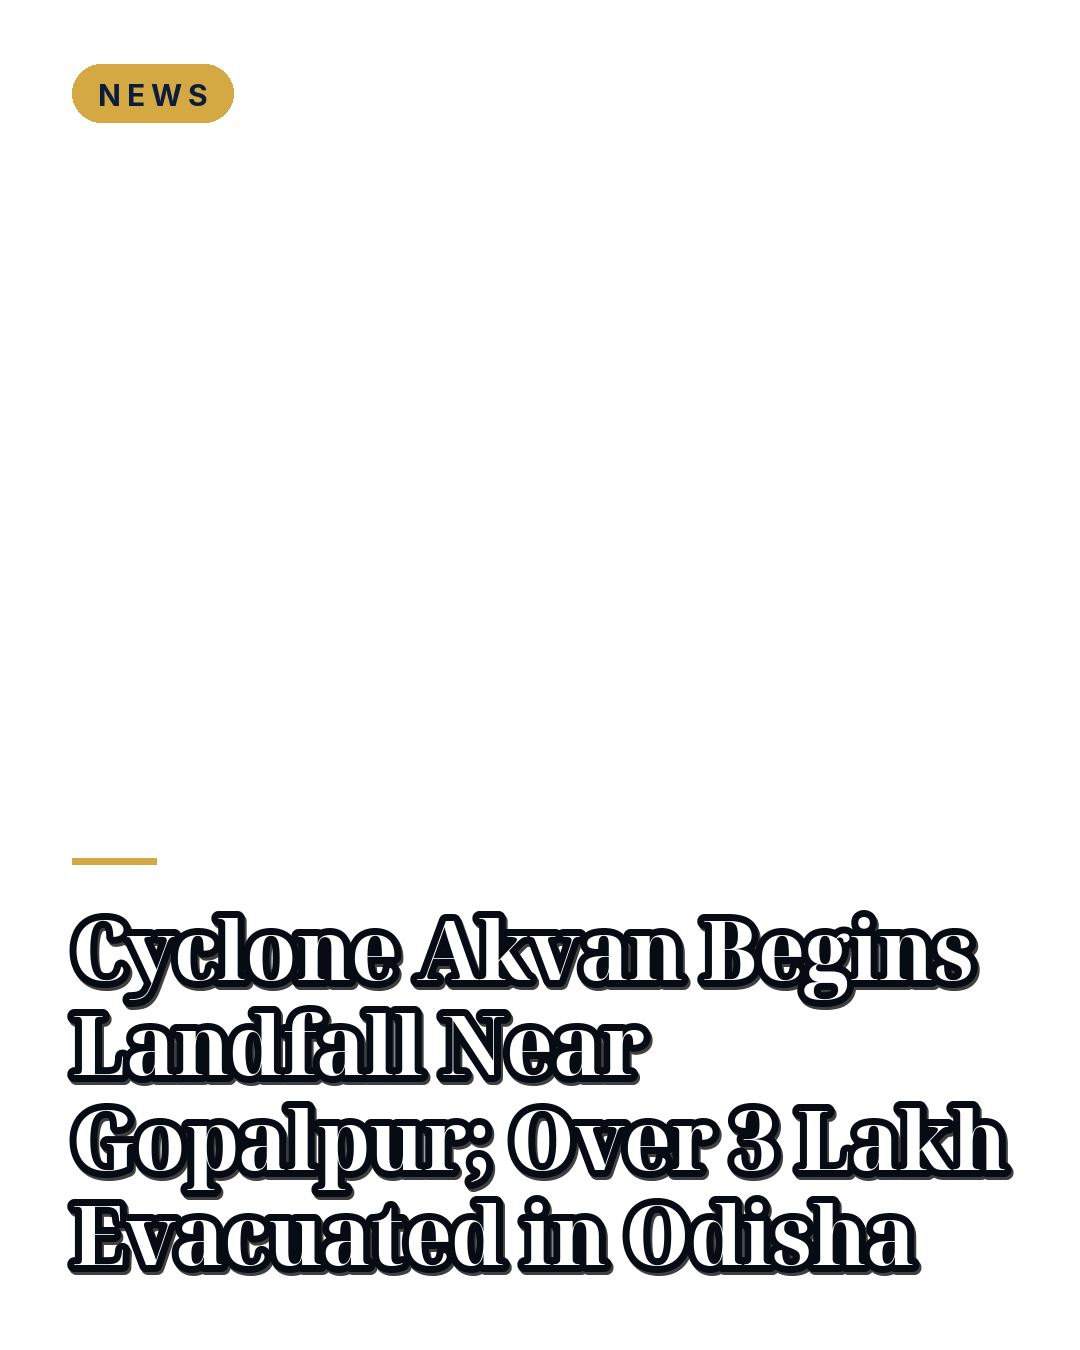 NEWS
Cyclone Akvan Begins
Landfall Near
Gopalpur; Over 3 Lakh
Evacuated in Odisha